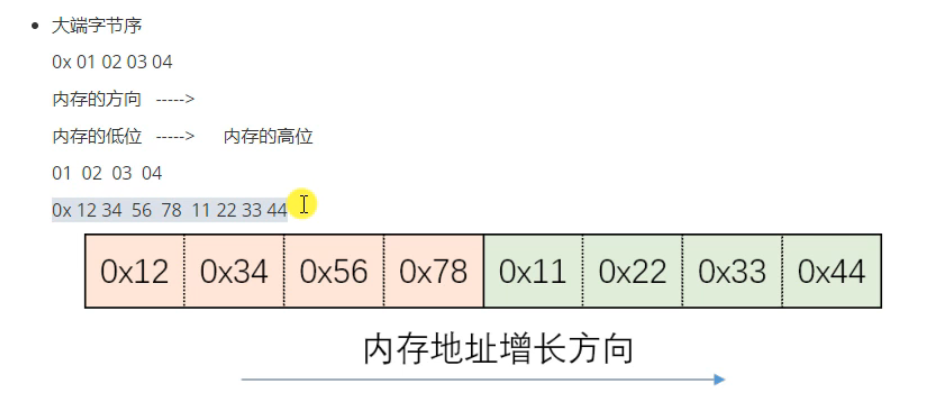 大端字节序
0x 01 02 03 04
内存的方向 ----->
内存的低位 -----> 内存的高位
01 02 03 04
0x 12 34 56 78 11 22 33 44
0x12 0x34 0x56 0x78 0x11 0x22 0x33 0x44
内存地址增长方向